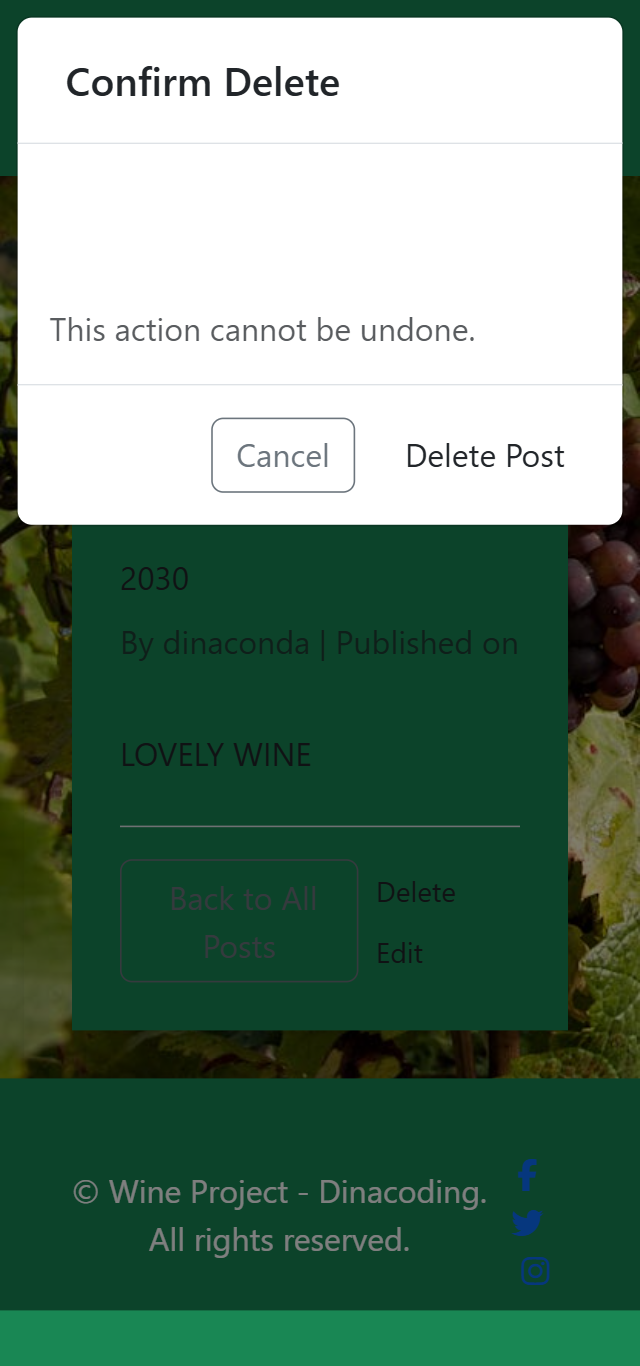 Confirm Delete
This action cannot be undone.
Cancel
Delete Post
2030
By dinaconda | Published on
LOVELY WINE
Back to All
Posts
Delete
Edit
© Wine Project - Dinacoding.
All rights reserved.